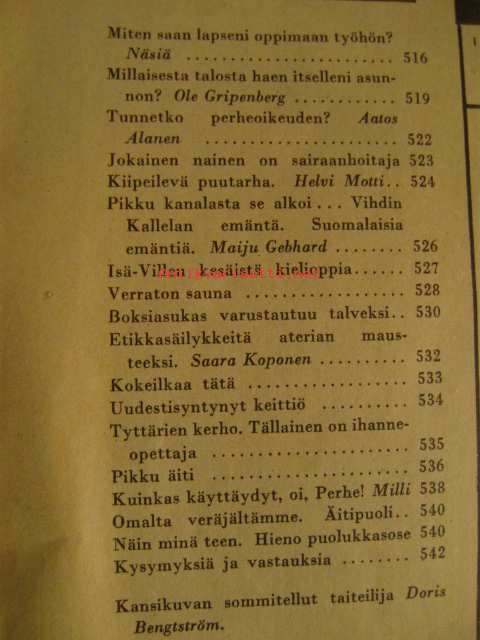 Miten saan lapseni oppimaan työhön?
Näsiä .................. 516
Millaisesta talosta haen itselleni asun-
non? Ole Gripenberg ............ 519
Tunnetko perheoikeuden? Aatos
Alanen .................. 522
Jokainen nainen on sairaanhoitaja 523
Kiipeilevä puutarha. Helvi Motti.. 524
Pikku kanalasta se alkoi... Vihdin
Kallelan emäntä. Suomalaisia
emäntiä. Maiju Gebhard ........ 526
Isä-Villen kesäistä kielioppia...... 527
Verraton sauna .................. 528
Boksiasukas varustautuu talveksi.. 530
Etikkasäilykkeitä aterian maus-
teeksi. Saara Koponen .......... 532
Kokeilkaa tätä .................. 533
Uudestisyntynyt keittiö .......... 534
Tyttärien kerho. Tällainen on ihanne-
opettaja ...................... 535
Pikku äiti ...................... 536
Kuinkas käyttäydyt, oi, Perhe! Milli 538
Omalta veräjältämme. Äitipuoli.. 540
Näin minä teen. Hieno puolukkasose 540
Kysymyksiä ja vastauksia ........ 542
Kansikuvan sommitellut taiteilija Doris
Bengtström.